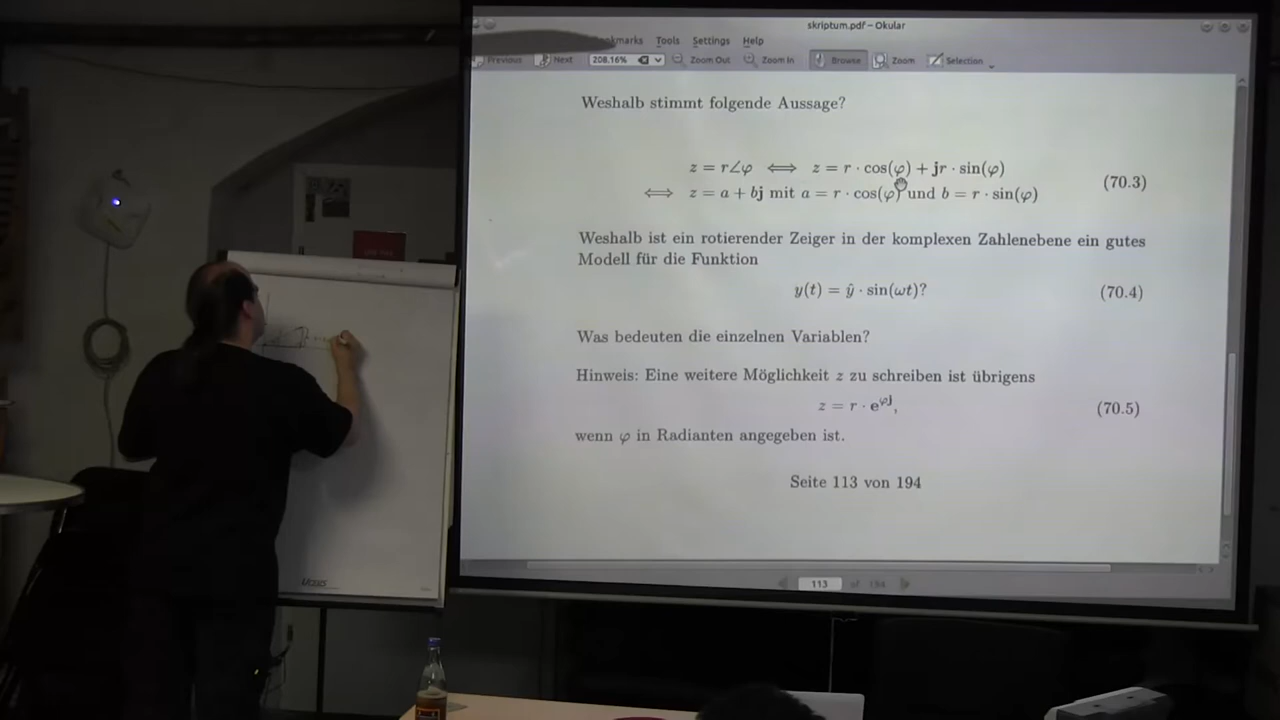 skriptum.pdf – Okular
Tools Settings Help
Previous Next 208.16% Zoom Out Zoom In Browse Zoom Selection
Weshalb stimmt folgende Aussage?
z = r∠φ ⟺ z = r · cos(φ) + jr · sin(φ)
⟺ z = a + bj mit a = r · cos(φ) und b = r · sin(φ)
(70.3)
Weshalb ist ein rotierender Zeiger in der komplexen Zahlenebene ein gutes
Modell für die Funktion
y(t) = ŷ · sin(ωt)? (70.4)
Was bedeuten die einzelnen Variablen?
Hinweis: Eine weitere Möglichkeit z zu schreiben ist übrigens
z = r · e^φj, (70.5)
wenn φ in Radianten angegeben ist.
Seite 113 von 194
113 of 194